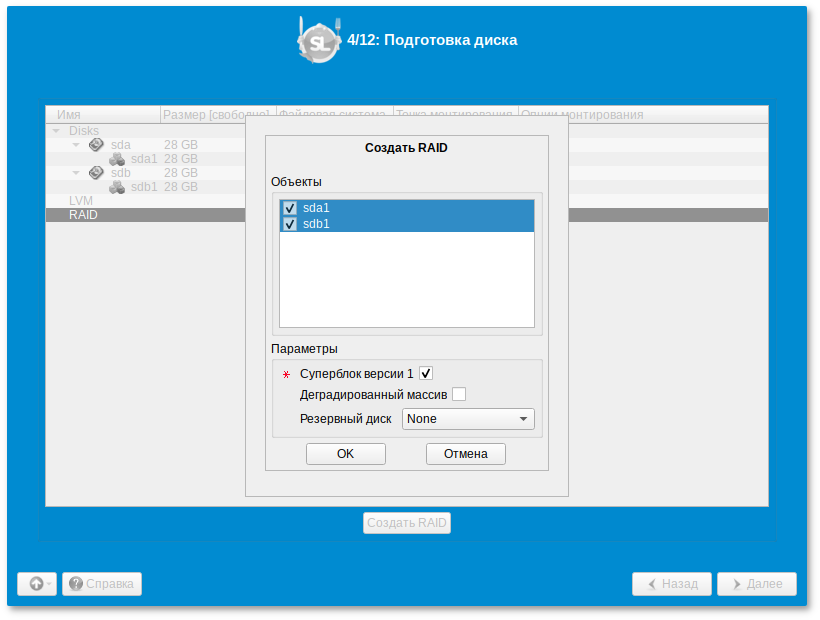 SL
4/12: Подготовка диска
Имя Размер [свободно] Файловая система Точка монтирования Опции монтирования
Disks
sda 28 GB
sda1 28 GB
sdb 28 GB
sdb1 28 GB
LVM
RAID
Создать RAID
Объекты
sda1
sdb1
Параметры
* Суперблок версии 1
Деградированный массив
Резервный диск None
OK Отмена
Создать RAID
Справка Назад Далее